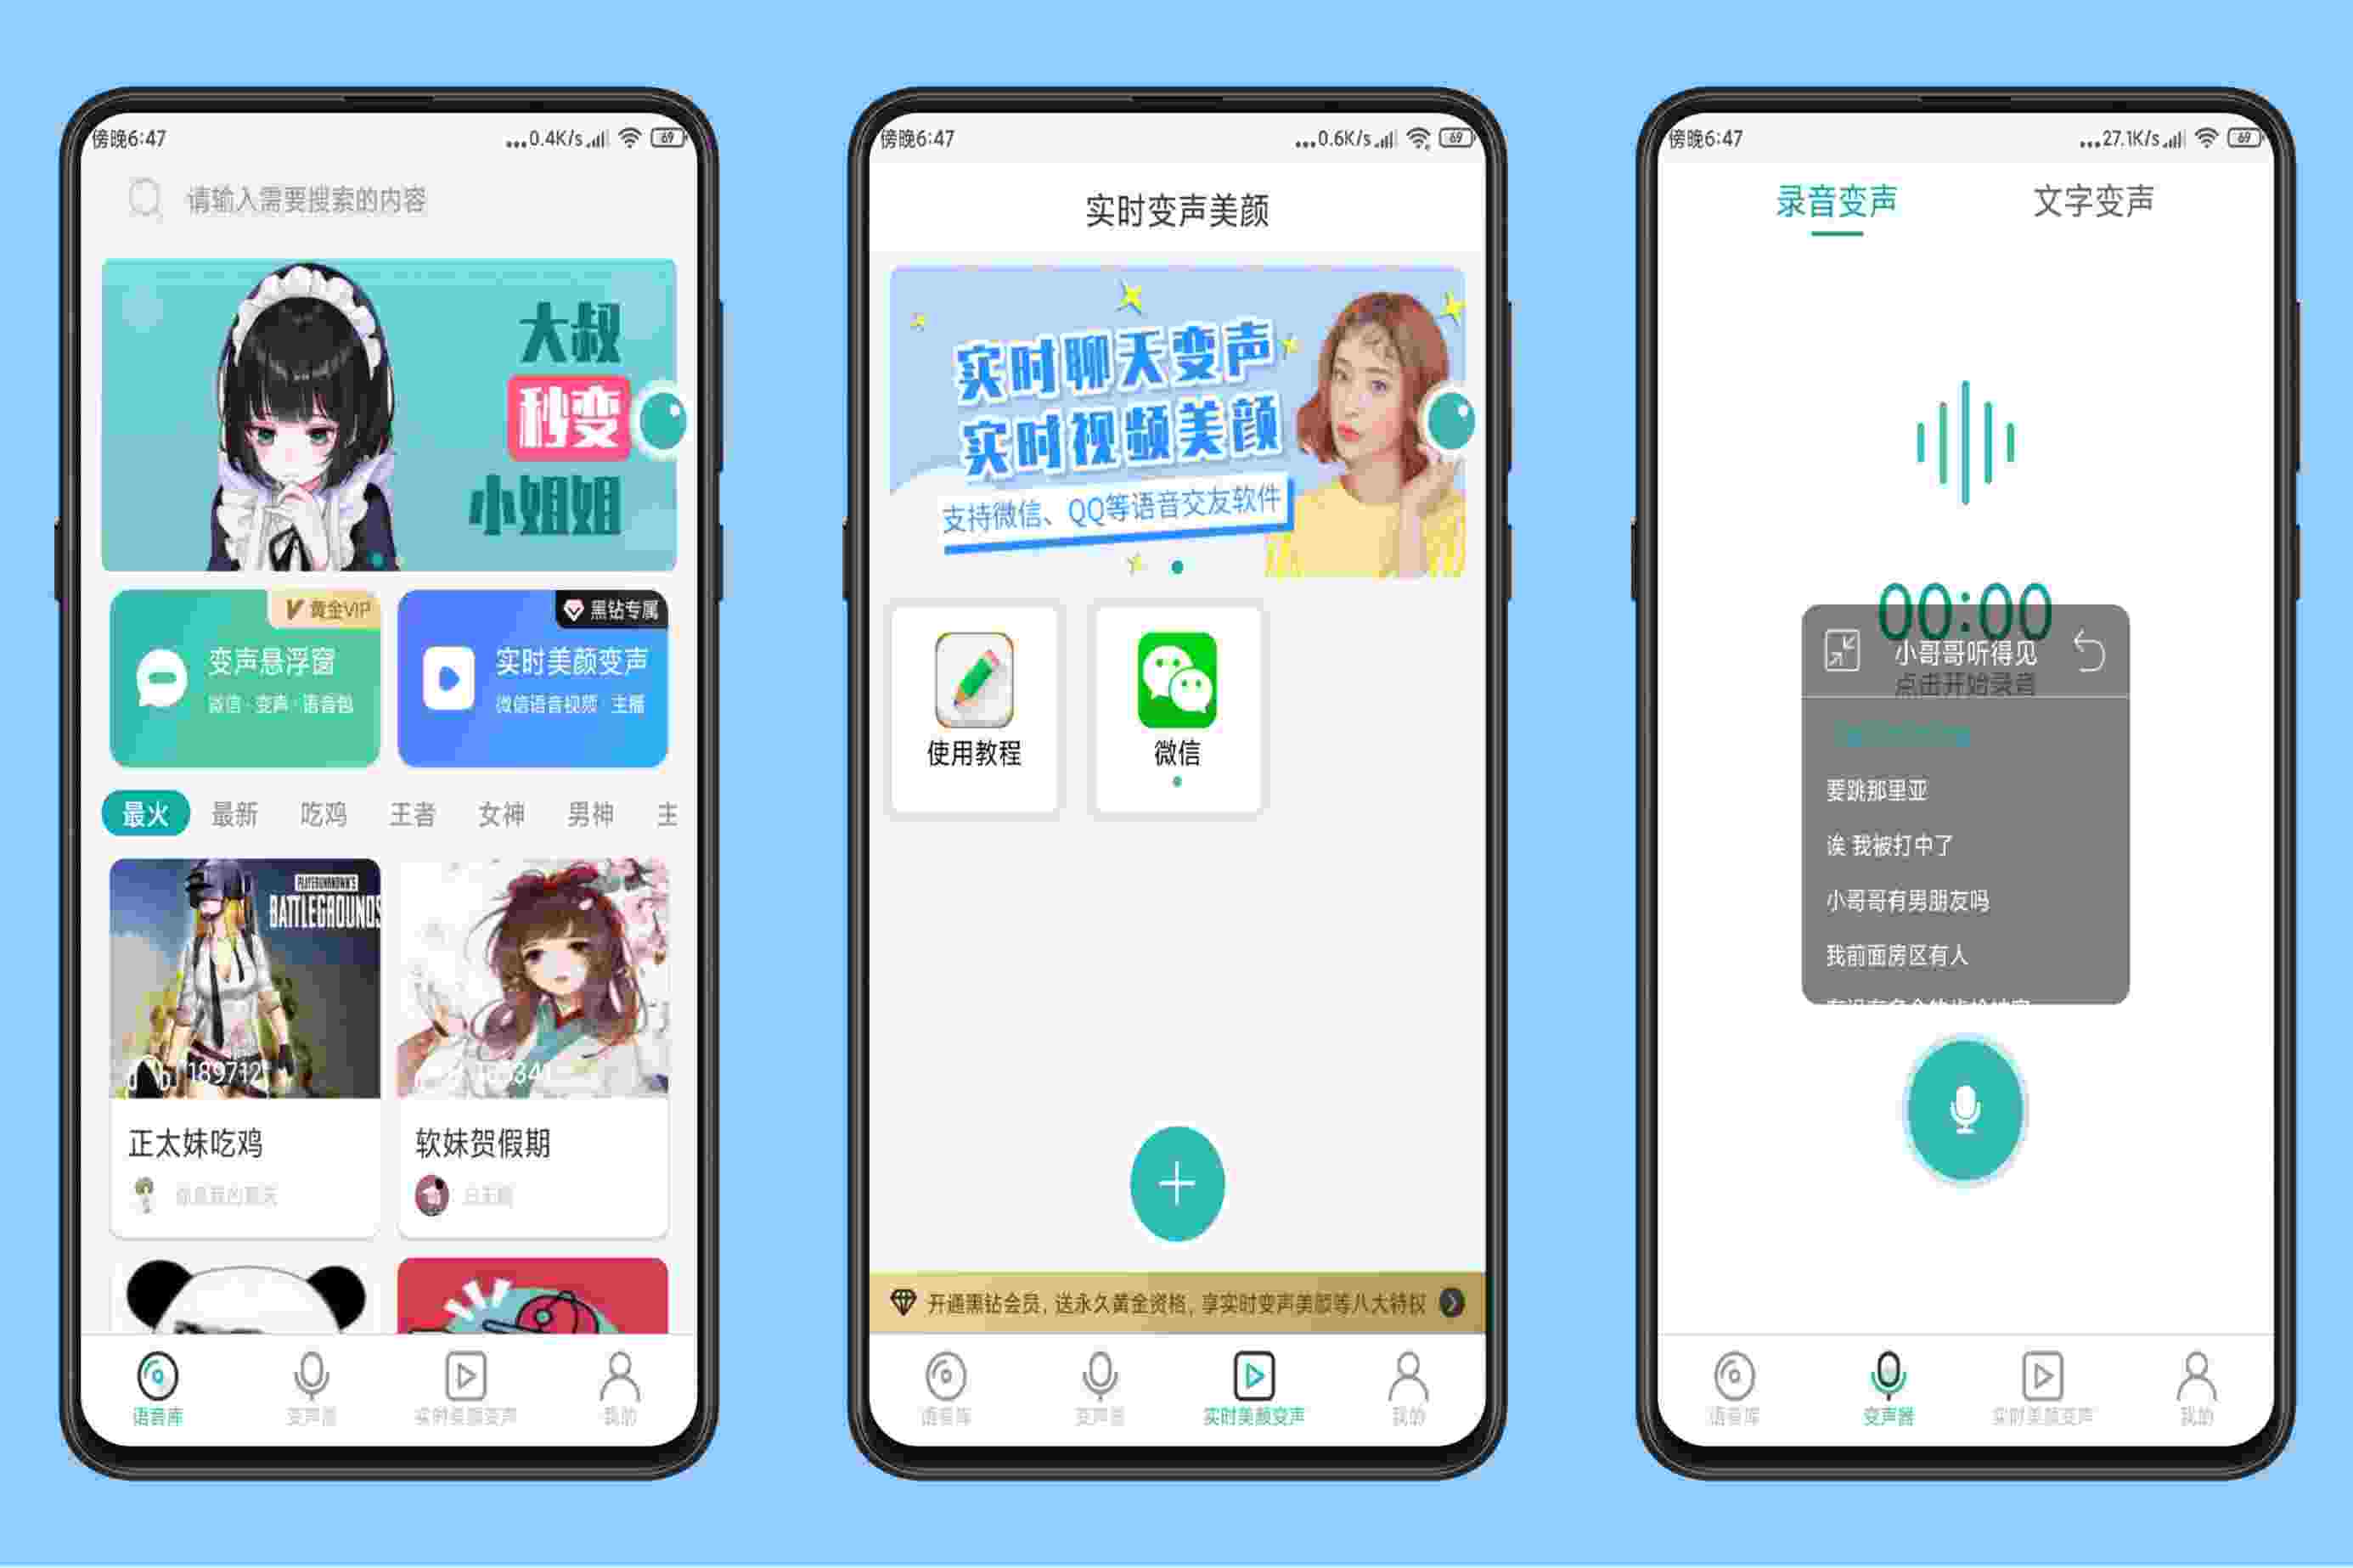 傍晚6:47
...0.4K/s
69
请输入需要搜索的内容
大叔
秒变
小姐姐
黄金VIP
变声悬浮窗
微信·变声·语音包
黑钻专属
实时美颜变声
微信语音视频·主播
最火 最新 吃鸡 王者 女神 男神 主
PLAYERUNKNOWN'S
BATTLEGROUNDS
189712
正太妹吃鸡
软妹贺假期
语音库 变声器 实时美颜变声 我的
傍晚6:47
...0.6K/s
69
实时变声美颜
实时聊天变声
实时视频美颜
支持微信、QQ等语音交友软件
使用教程
微信
开通黑钻会员，送永久黄金资格，享实时变声美颜等八大特权
语音库 变声器 实时美颜变声 我的
傍晚6:47
...27.1K/s
69
录音变声 文字变声
00:00
小哥哥听得见
点击开始录音
要跳那里亚
诶 我被打中了
小哥哥有男朋友吗
我前面房区有人
语音库 变声器 实时美颜变声 我的